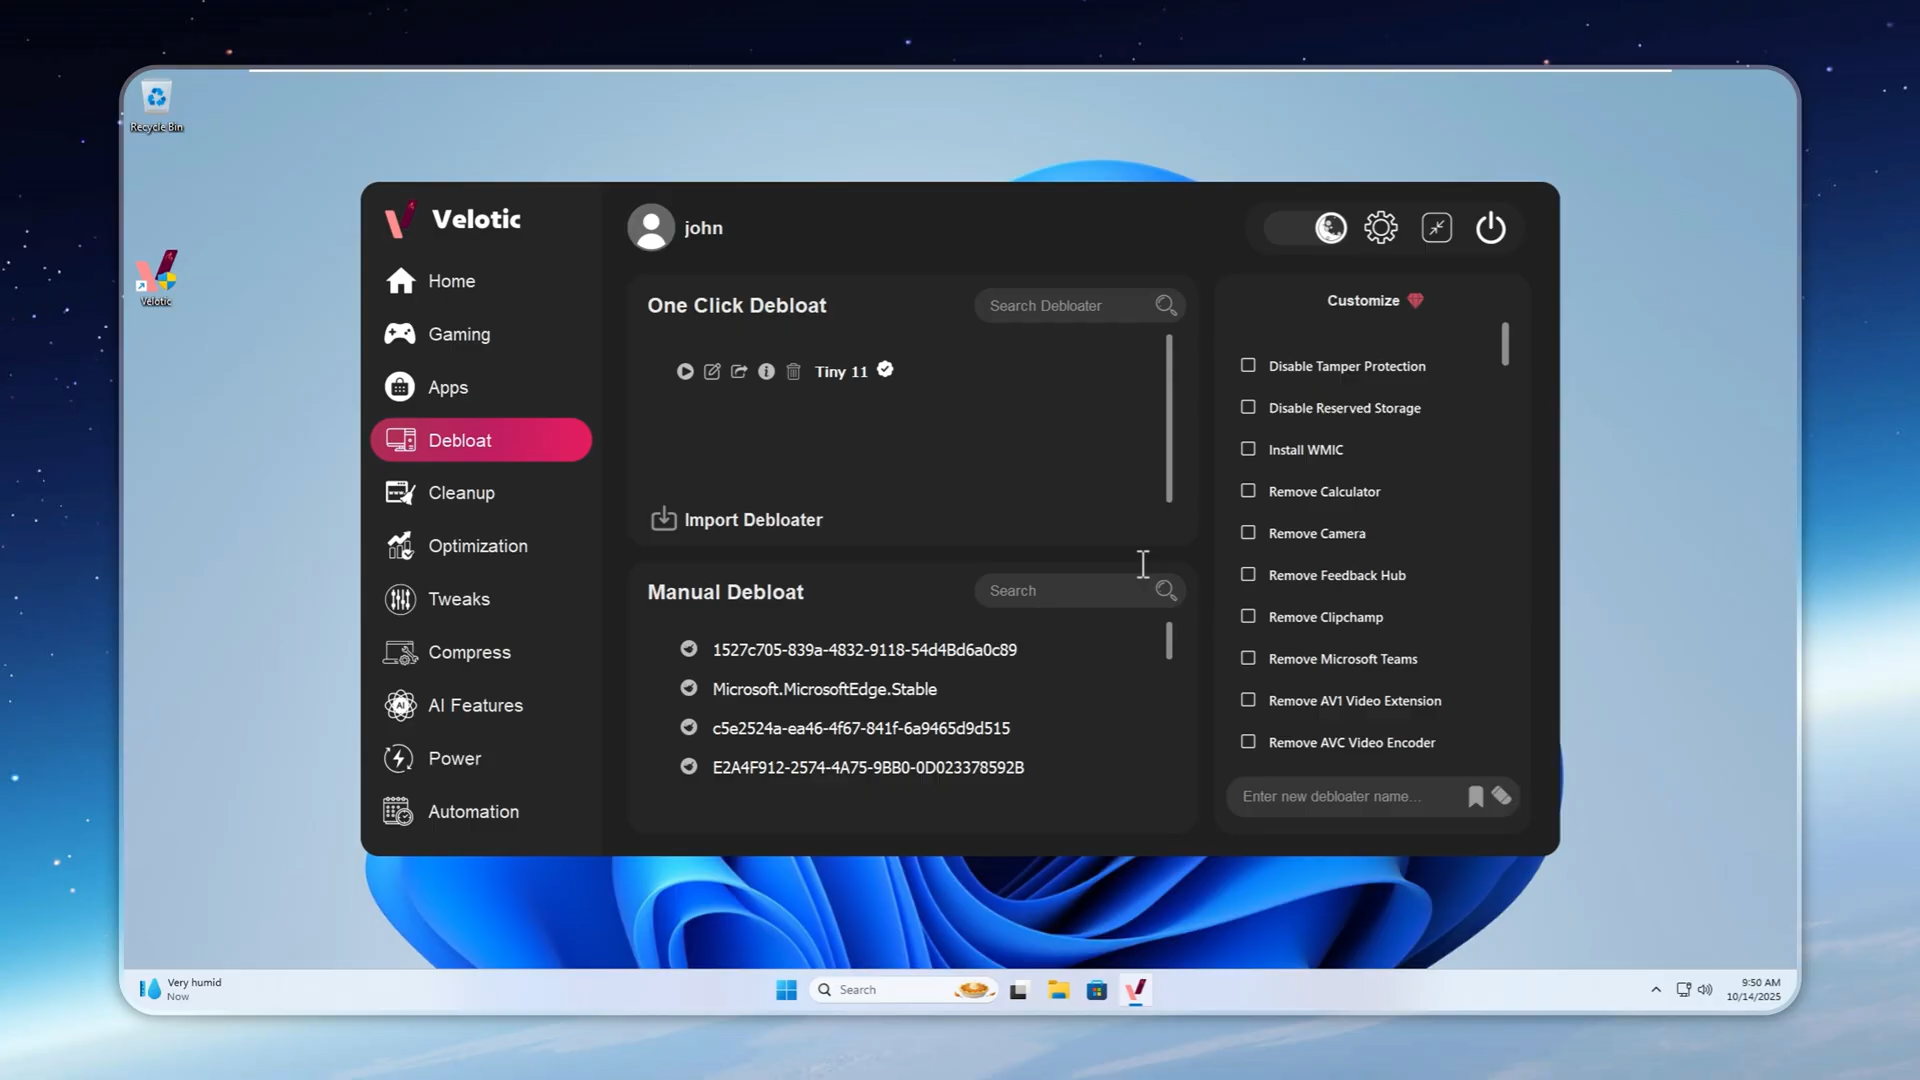 Recycle Bin
Velotic
Velotic
Home
Gaming
Apps
Debloat
Cleanup
Optimization
Tweaks
Compress
AI
AI Features
Power
Automation
john
One Click Debloat
Search Debloater
Tiny 11
Import Debloater
Manual Debloat
Search
1527c705-839a-4832-9118-54d4Bd6a0c89
Microsoft.MicrosoftEdge.Stable
c5e2524a-ea46-4f67-841f-6a9465d9d515
E2A4F912-2574-4A75-9BB0-0D023378592B
Customize
Disable Tamper Protection
Disable Reserved Storage
Install WMIC
Remove Calculator
Remove Camera
Remove Feedback Hub
Remove Clipchamp
Remove Microsoft Teams
Remove AV1 Video Extension
Remove AVC Video Encoder
Enter new debloater name...
Very humid
Now
Search
9:50 AM
10/14/2025